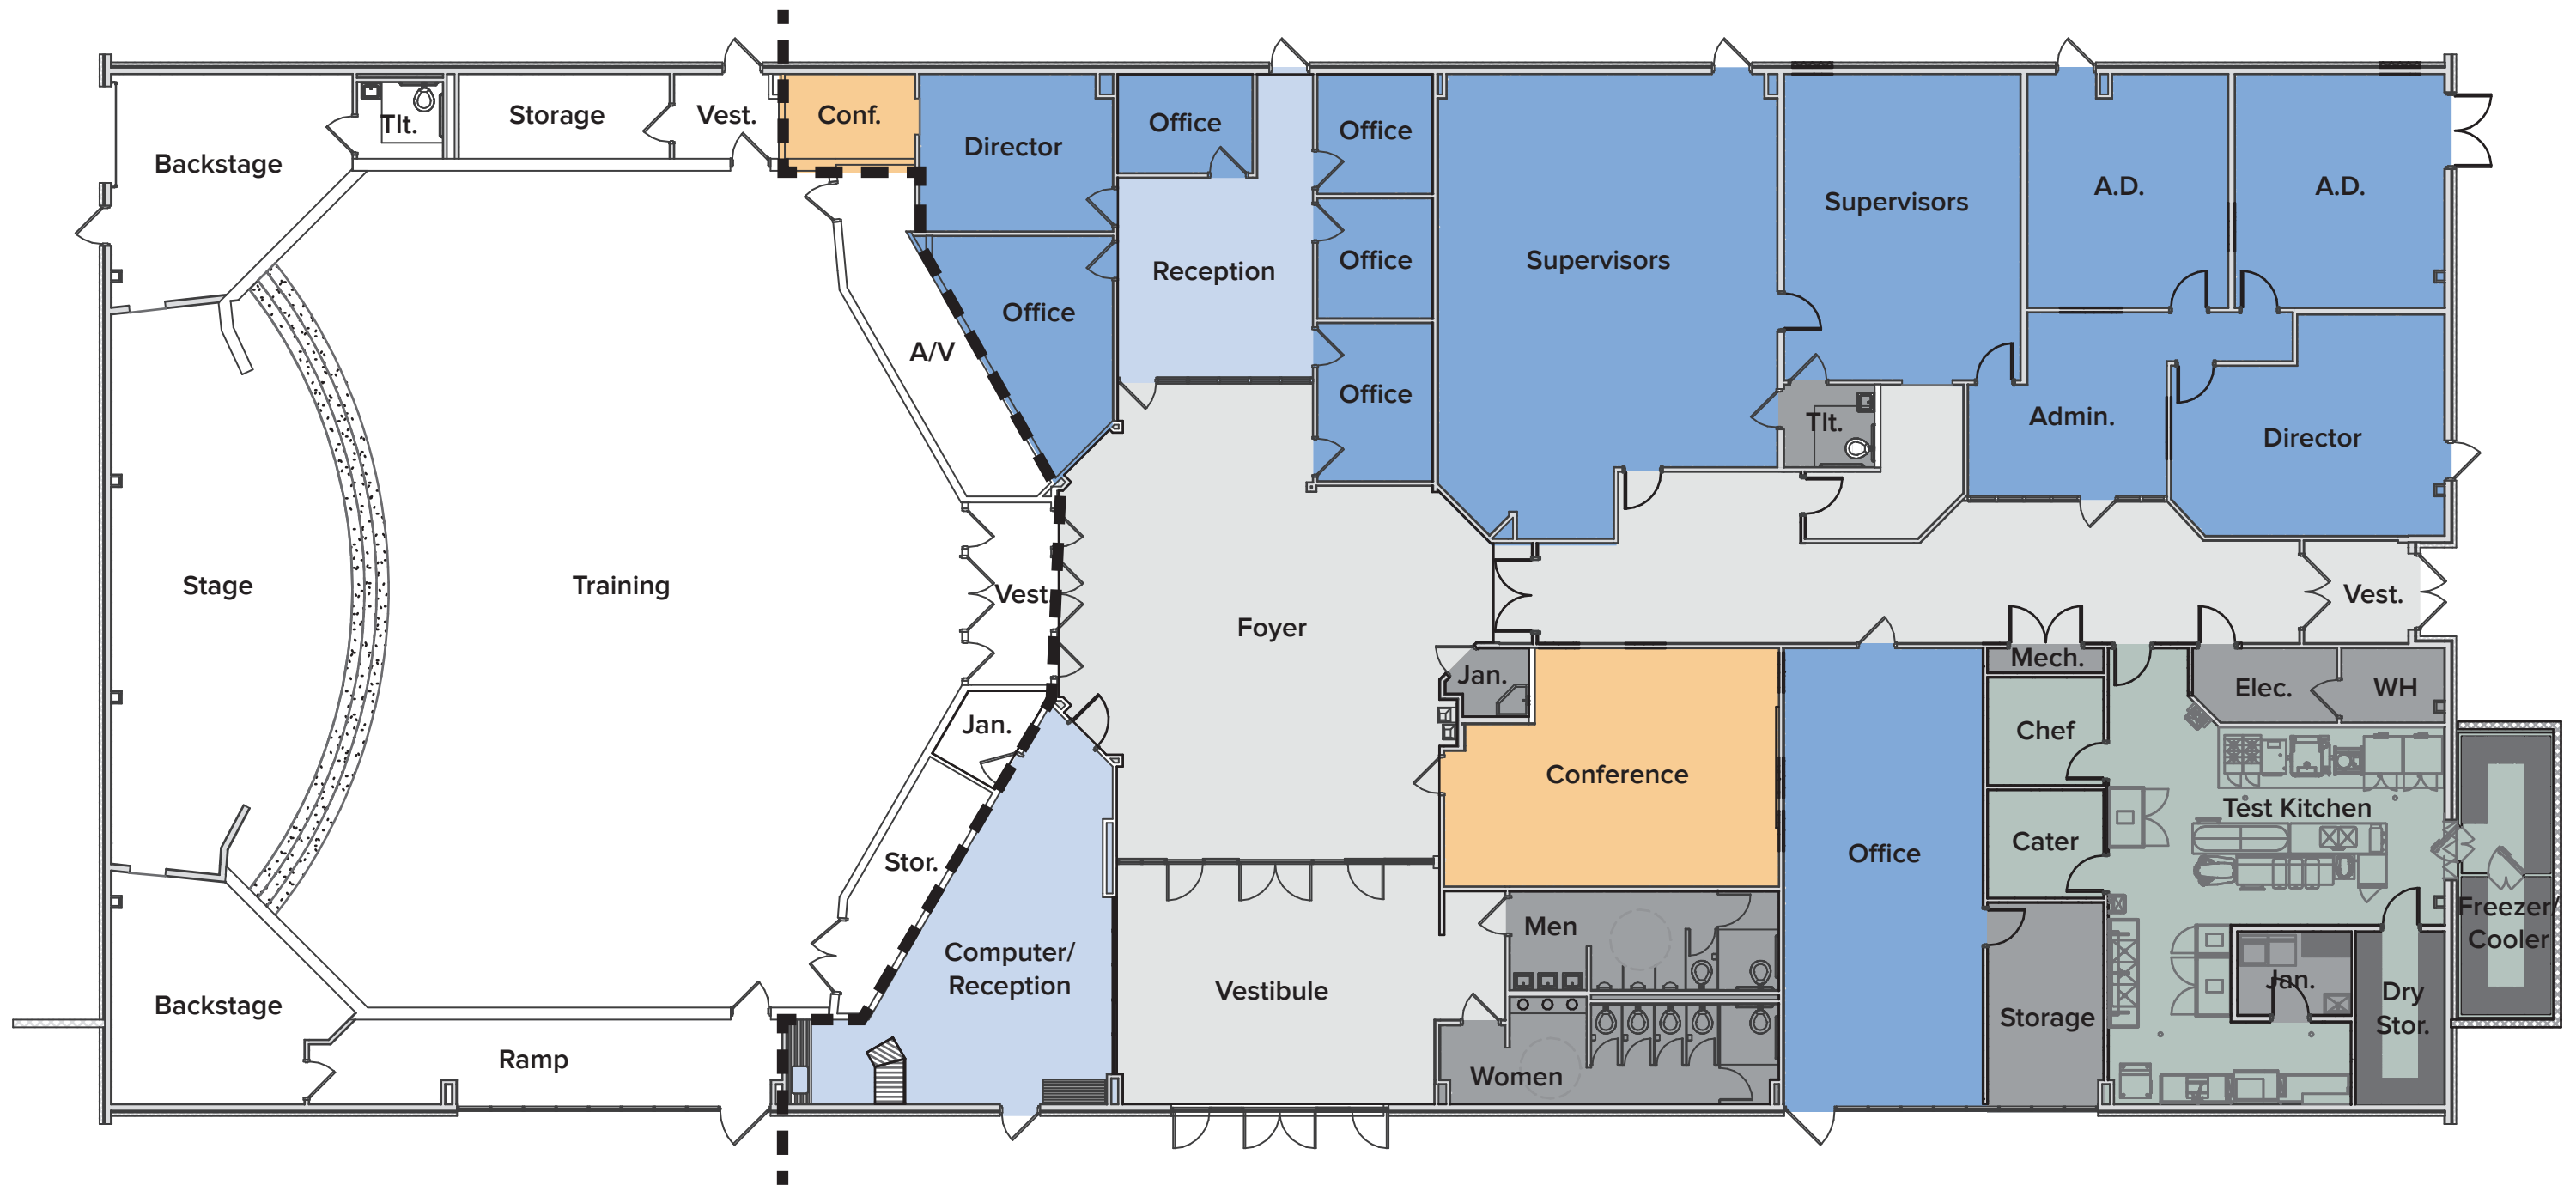 Backstage
Tlt.
Storage
Vest.
Conf.
Director
Office
Office
Supervisors
Supervisors
A.D.
A.D.
Reception
Office
Office
A/V
Office
Admin.
Director
Tlt.
Stage
Training
Vest
Foyer
Vest.
Jan.
Mech.
Elec.
WH
Jan.
Chef
Conference
Test Kitchen
Stor.
Cater
Office
Men
Freezer/
Cooler
Computer/
Reception
Vestibule
Jan.
Dry
Stor.
Backstage
Storage
Ramp
Women